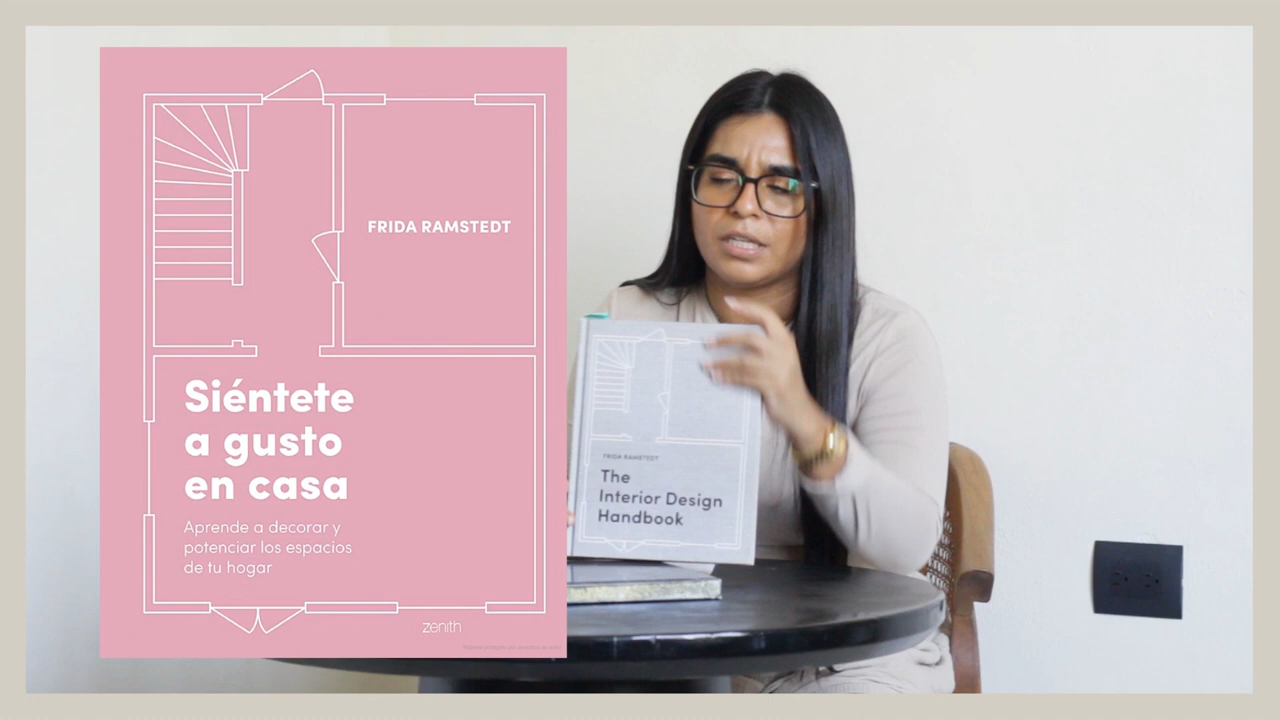 FRIDA RAMSTEDT
Siéntete
a gusto
en casa
Aprende a decorar y
potenciar los espacios
de tu hogar
zenith
FRIDA RAMSTEDT
The
Interior Design
Handbook